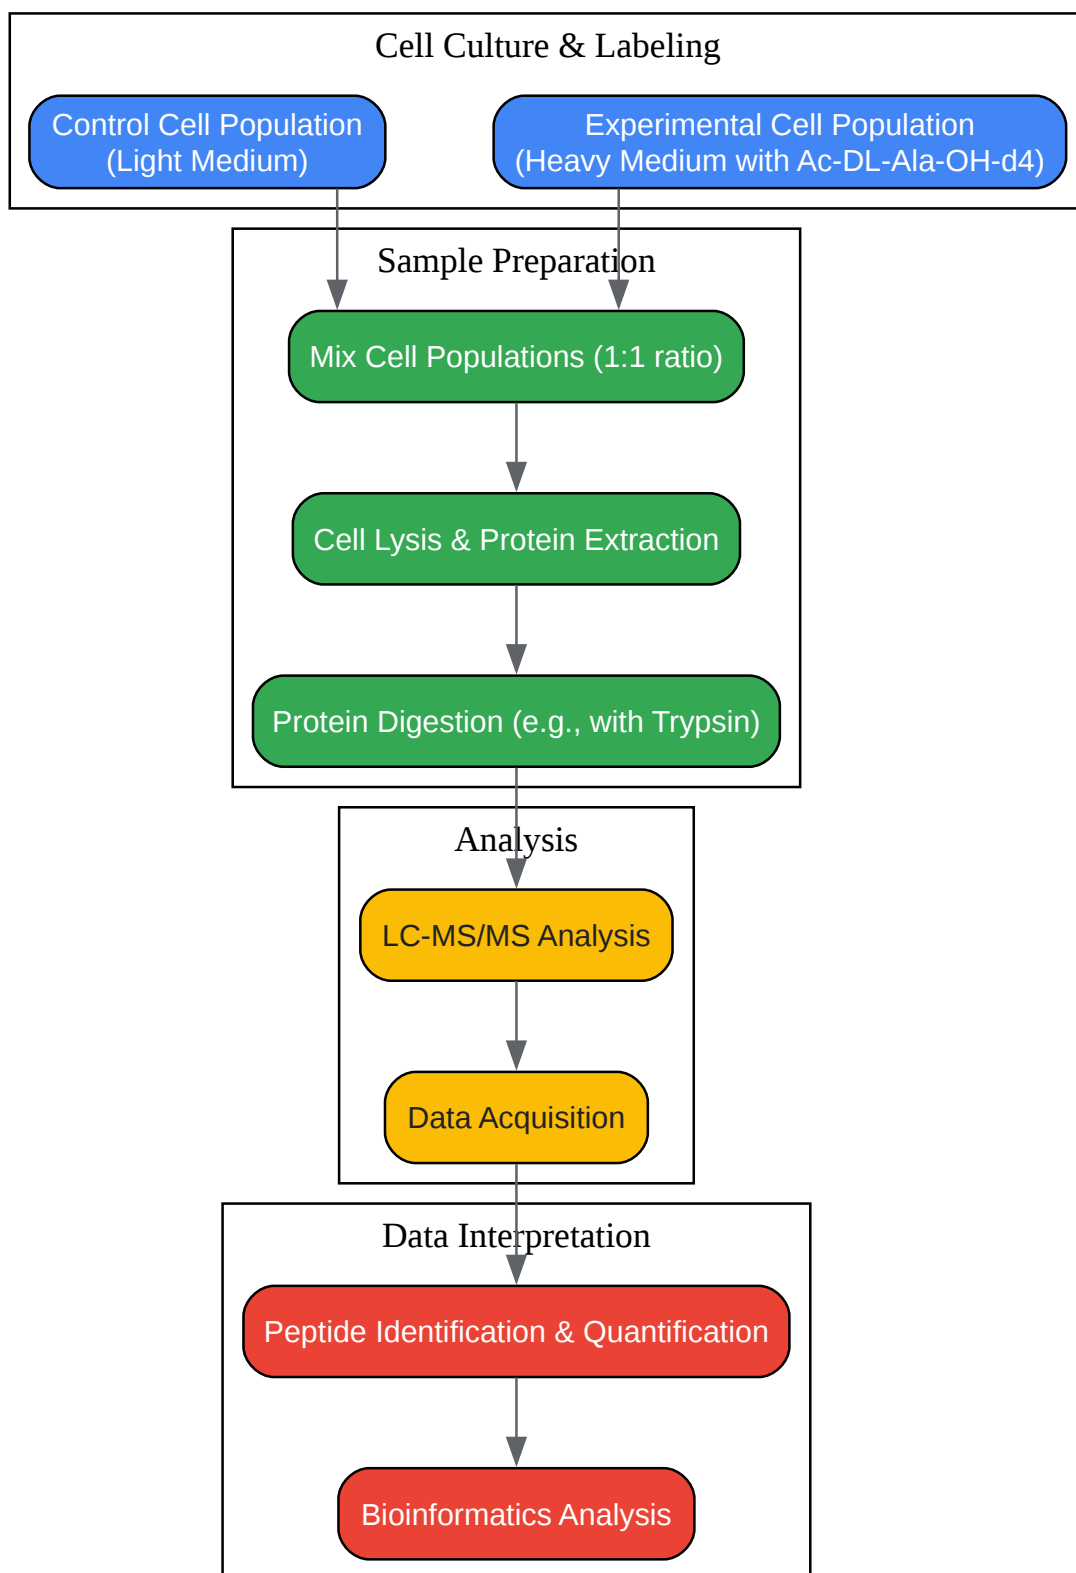 Cell Culture & Labeling
Control Cell Population
(Light Medium)
Experimental Cell Population
(Heavy Medium with Ac-DL-Ala-OH-d4)
Sample Preparation
Mix Cell Populations (1:1 ratio)
Cell Lysis & Protein Extraction
Protein Digestion (e.g., with Trypsin)
Analysis
LC-MS/MS Analysis
Data Acquisition
Data Interpretation
Peptide Identification & Quantification
Bioinformatics Analysis